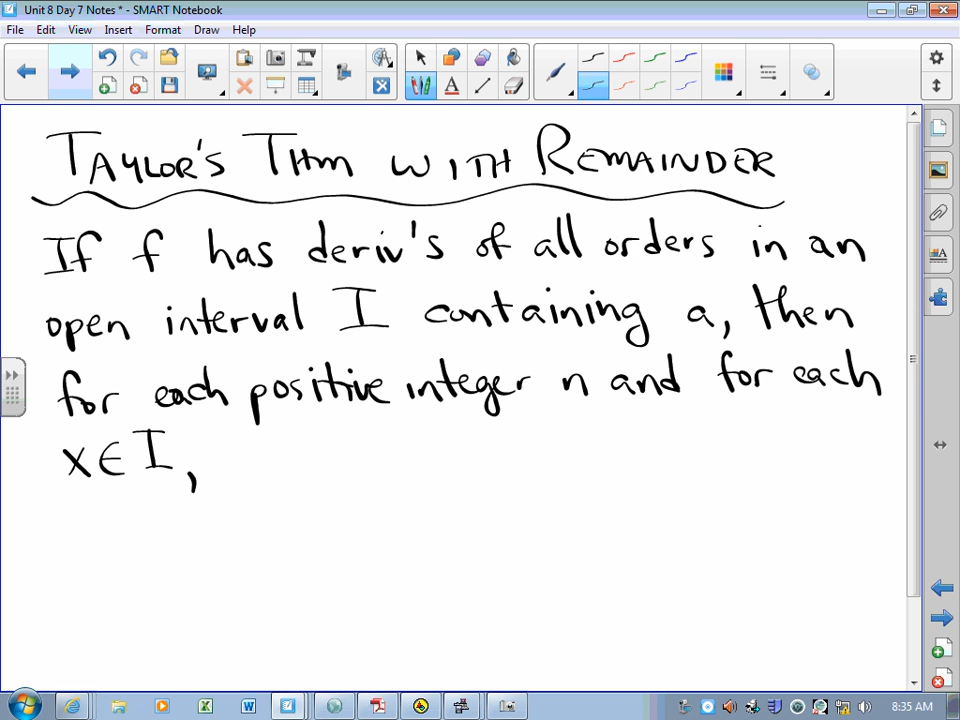 Unit 8 Day 7 Notes * - SMART Notebook
File Edit View Insert Format Draw Help
TAYLOR'S THM WITH REMAINDER
If f has deriv's of all orders in an
open interval I containing a, then
for each positive integer n and for each
x∈I,
8:35 AM